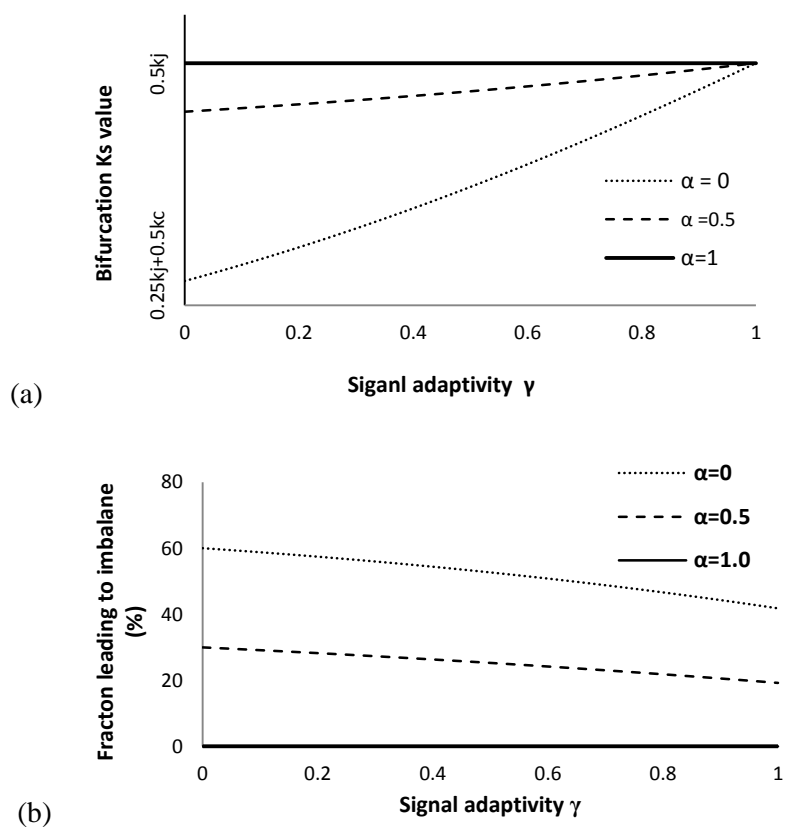 Bifurcation Ks value
0.5kj
0.25kj+0.5kc
α = 0
α =0.5
α=1
0 0.2 0.4 0.6 0.8 1
Siganl adaptivity γ
(a)
Fracton leading to imbalane
(%)
80
60
40
20
0
α=0
α=0.5
α=1.0
0 0.2 0.4 0.6 0.8 1
Signal adaptivity γ
(b)